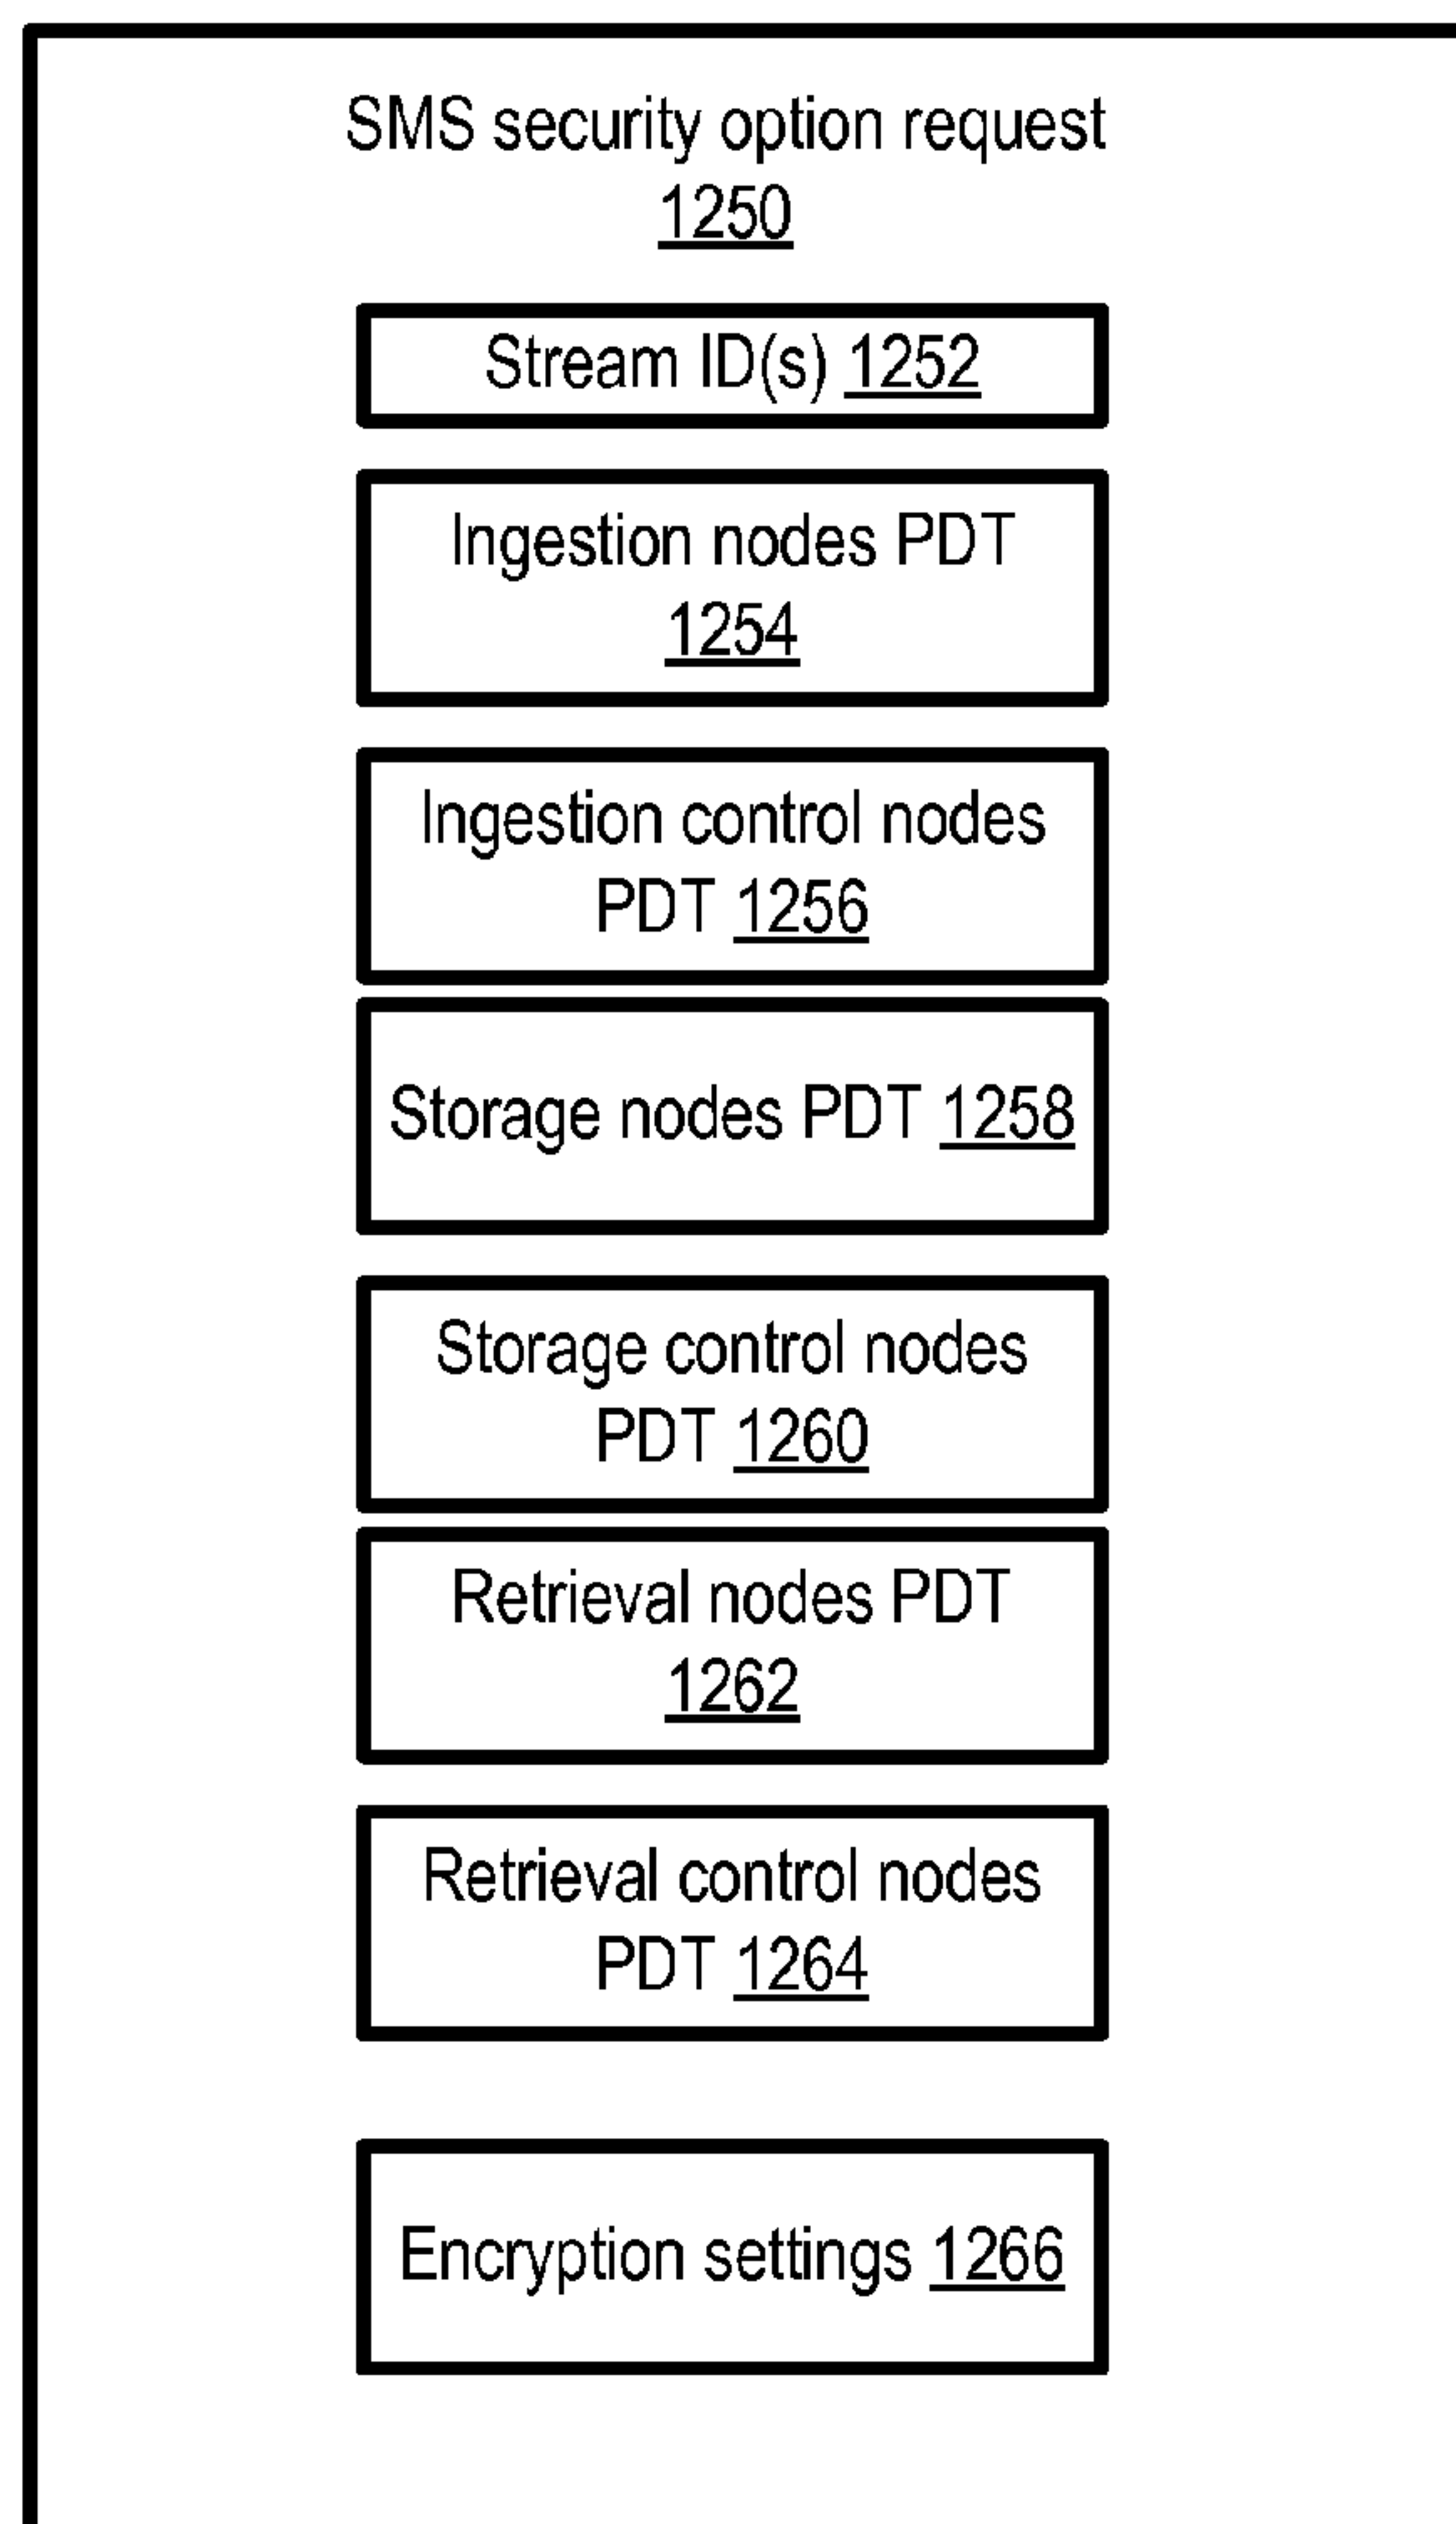 SMS security option request
1250
Stream ID(s) 1252
Ingestion nodes PDT
1254
Ingestion control nodes
PDT 1256
Storage nodes PDT 1258
Storage control nodes
PDT 1260
Retrieval nodes PDT
1262
Retrieval control nodes
PDT 1264
Encryption settings 1266